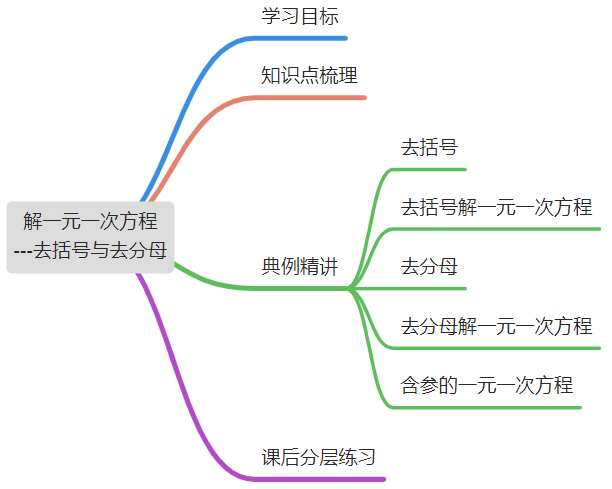 学习目标
知识点梳理
解一元一次方程
---去括号与去分母
典例精讲
去括号
去括号解一元一次方程
去分母
去分母解一元一次方程
含参的一元一次方程
课后分层练习